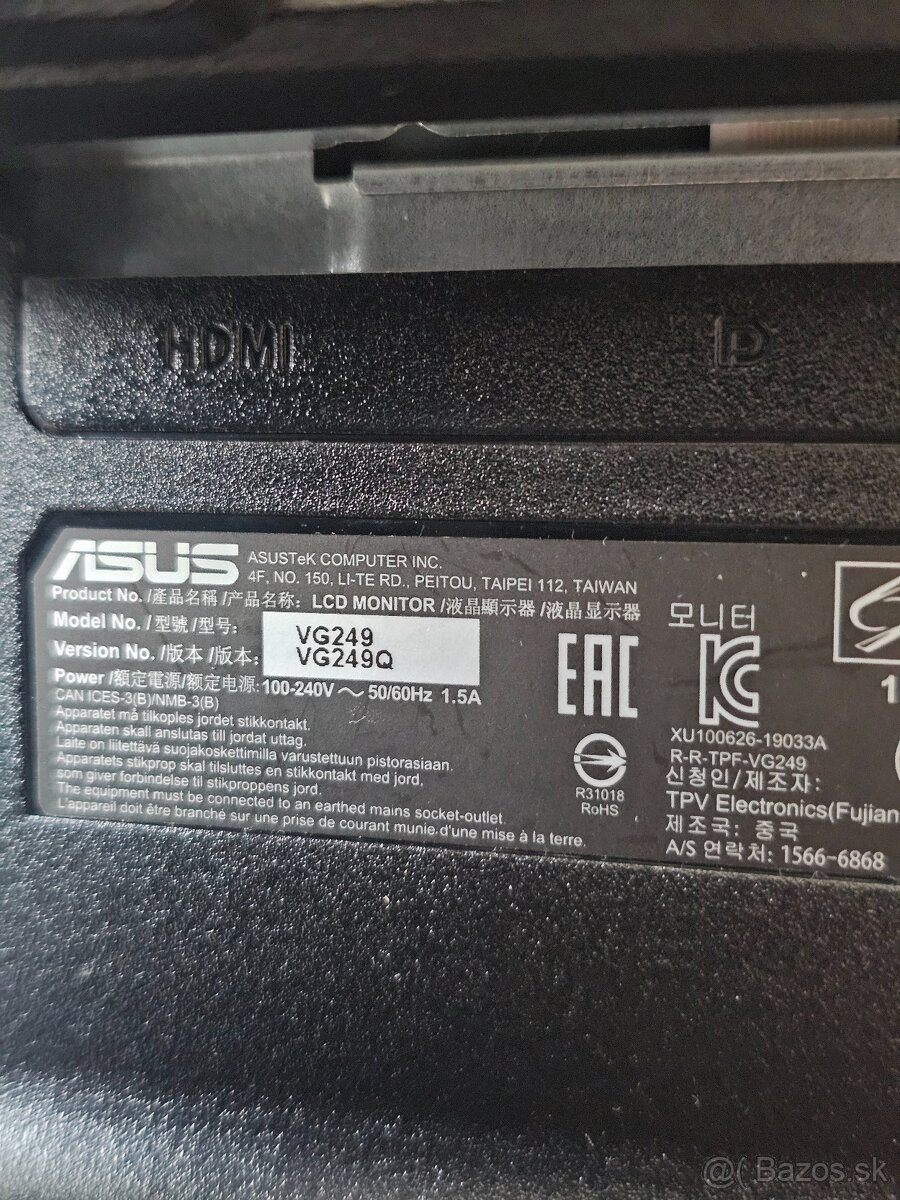 HDMI
ASUS
ASUSTeK COMPUTER INC.
4F, NO. 150, LI-TE RD., PEITOU, TAIPEI 112, TAIWAN
Product No. /產品名稱 /产品名称: LCD MONITOR /液晶顯示器 /液晶显示器
Model No. / 型號 /型号: VG249
Version No. /版本 /版本: VG249Q
Power /額定電源/额定电源: 100-240V ～ 50/60Hz 1.5A
CAN ICES-3(B)/NMB-3(B)
Apparatet må tilkoples jordet stikkontakt.
Apparaten skall anslutas till jordat uttag.
Laite on liitettävä suojakoskettimilla varustettuun pistorasiaan.
Apparatets stikprop skal tilsluttes en stikkontakt med jord,
som giver forbindelse til stikproppens jord.
The equipment must be connected to an earthed mains socket-outlet.
L'appareil doit être branché sur une prise de courant munie d'une mise à la terre.
EAC
R31018
RoHS
모니터
XU100626-19033A
R-R-TPF-VG249
신청인/제조자:
TPV Electronics(Fujian
제조국: 중국
A/S 연락처: 1566-6868
1
@( Bazos.sk